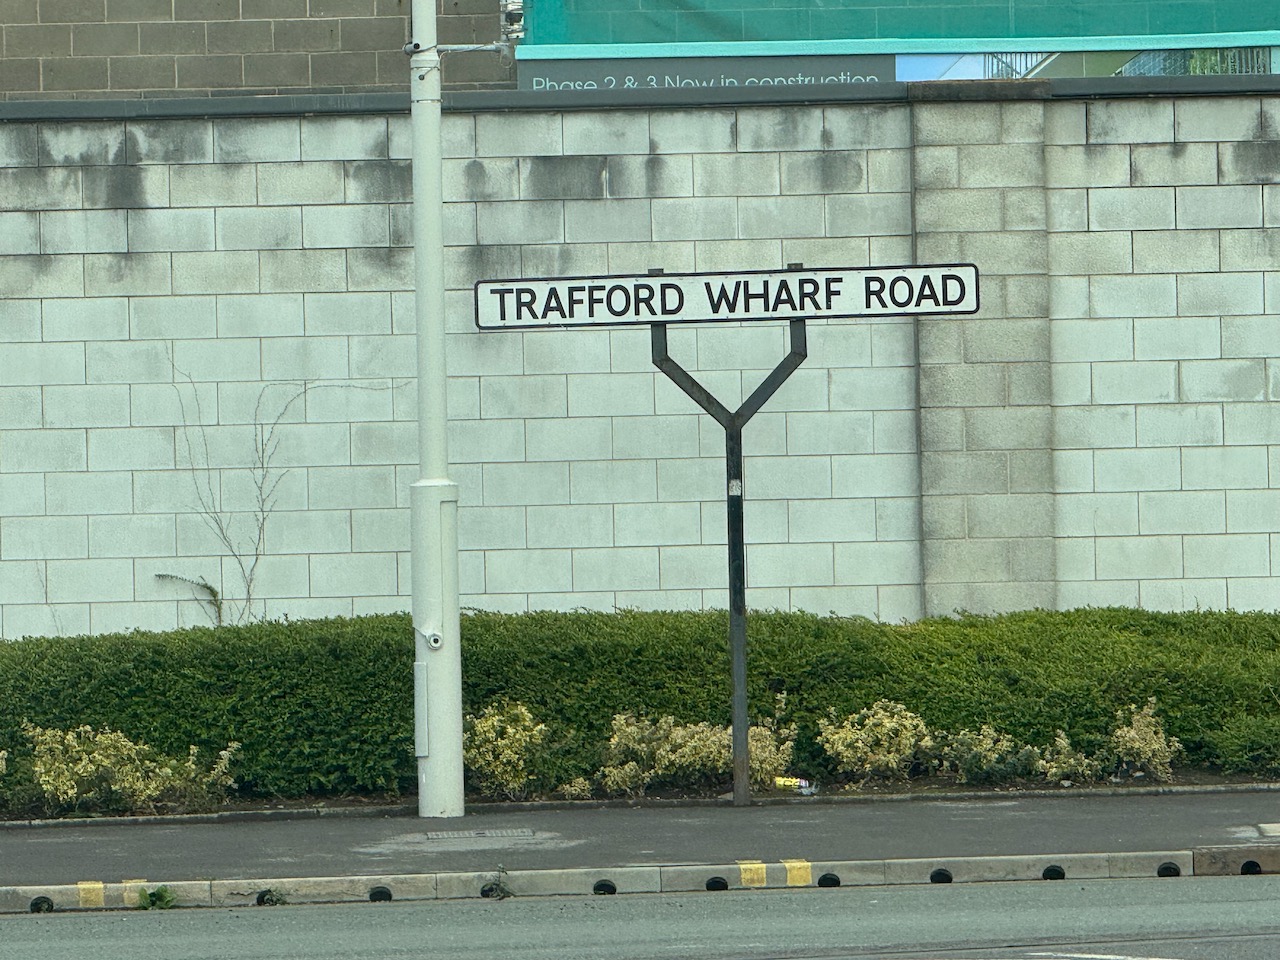 Phase 2 & 3 Now in construction
TRAFFORD WHARF ROAD